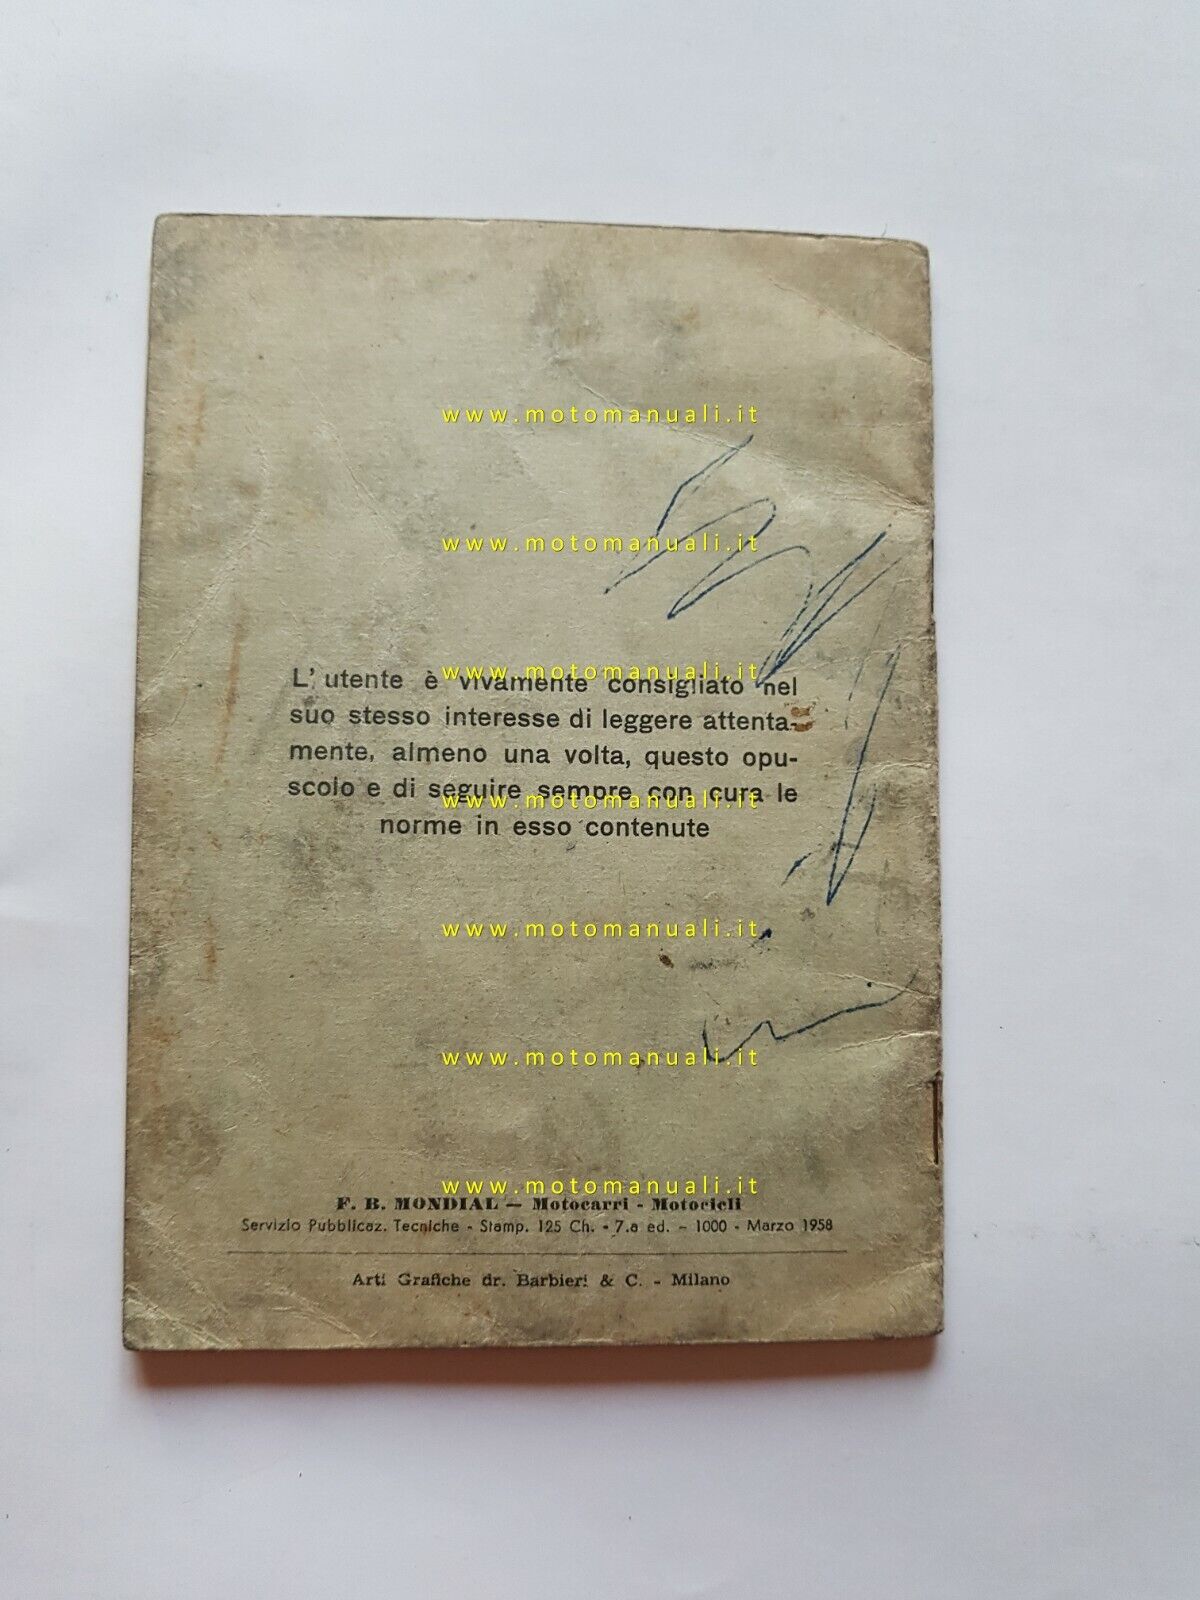 www.motomanuali.it
www.motomanuali.it
www.motomanuali.it
L' utente è vivamente consigliato nel
suo stesso interesse di leggere attenta-
mente, almeno una volta, questo opu-
scolo e di seguire sempre con cura le
www.motomanuali.it
norme in esso contenute
www.motomanuali.it
www.motomanuali.it
www.motomanuali.it
F. B. MONDIAL — Motocarri - Motocicli
Servizio Pubblicaz. Tecniche - Stamp. 125 Ch. - 7.a ed. - 1000 - Marzo 1958
Arti Grafiche dr. Barbieri & C. - Milano